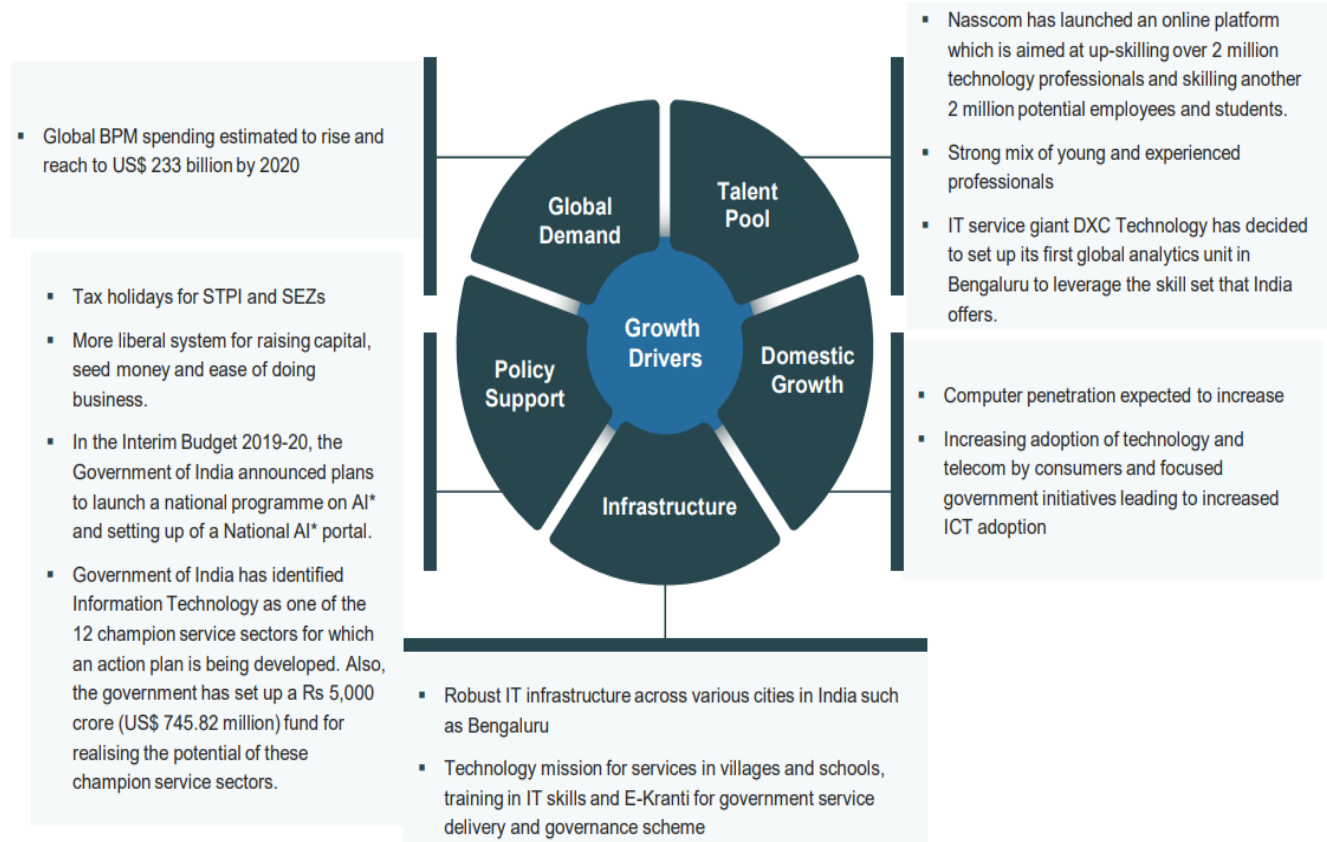 ▪ Global BPM spending estimated to rise and
reach to US$ 233 billion by 2020
▪ Tax holidays for STPI and SEZs
▪ More liberal system for raising capital,
seed money and ease of doing
business.
▪ In the Interim Budget 2019-20, the
Government of India announced plans
to launch a national programme on AI*
and setting up of a National AI* portal.
▪ Government of India has identified
Information Technology as one of the
12 champion service sectors for which
an action plan is being developed. Also,
the government has set up a Rs 5,000
crore (US$ 745.82 million) fund for
realising the potential of these
champion service sectors.
Global
Demand
Talent
Pool
Growth
Drivers
Policy
Support
Domestic
Growth
Infrastructure
▪ Nasscom has launched an online platform
which is aimed at up-skilling over 2 million
technology professionals and skilling another
2 million potential employees and students.
▪ Strong mix of young and experienced
professionals
▪ IT service giant DXC Technology has decided
to set up its first global analytics unit in
Bengaluru to leverage the skill set that India
offers.
▪ Computer penetration expected to increase
▪ Increasing adoption of technology and
telecom by consumers and focused
government initiatives leading to increased
ICT adoption
▪ Robust IT infrastructure across various cities in India such
as Bengaluru
▪ Technology mission for services in villages and schools,
training in IT skills and E-Kranti for government service
delivery and governance scheme